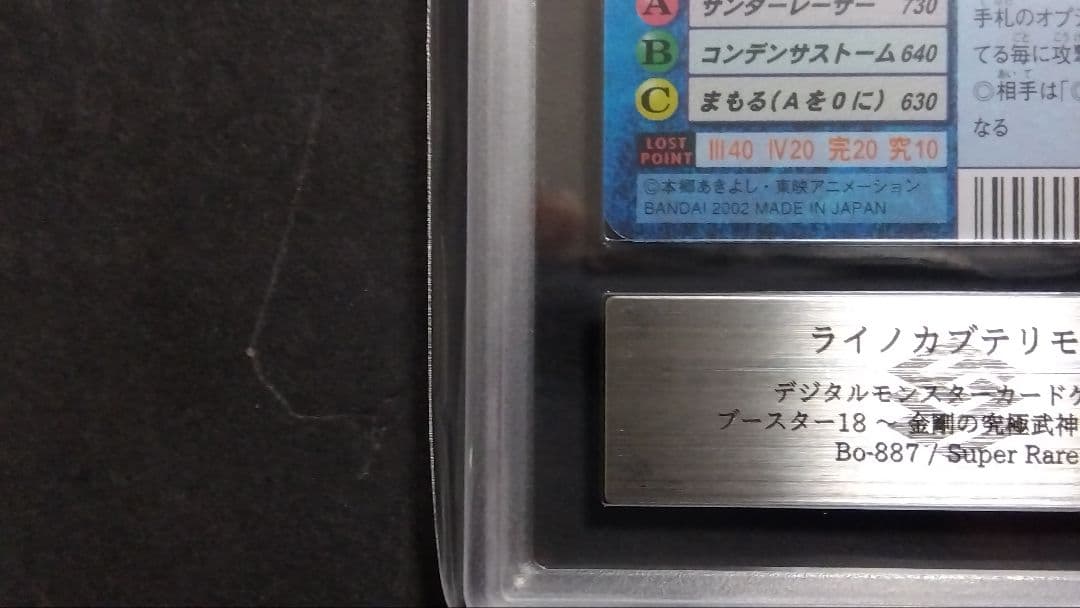 A サンダーレーザー 730
B コンデンサストーム 640
C まもる(Aを0に) 630
LOST POINT III40 IV20 完20 究10
©本郷あきよし・東映アニメーション
BANDAI 2002 MADE IN JAPAN
手札のオプ
てる毎に攻撃
◎相手は「◎
なる
ライノカブテリモ
デジタルモンスターカードゲ
ブースター18 ~ 金剛の究極武神
Bo-887 / Super Rare